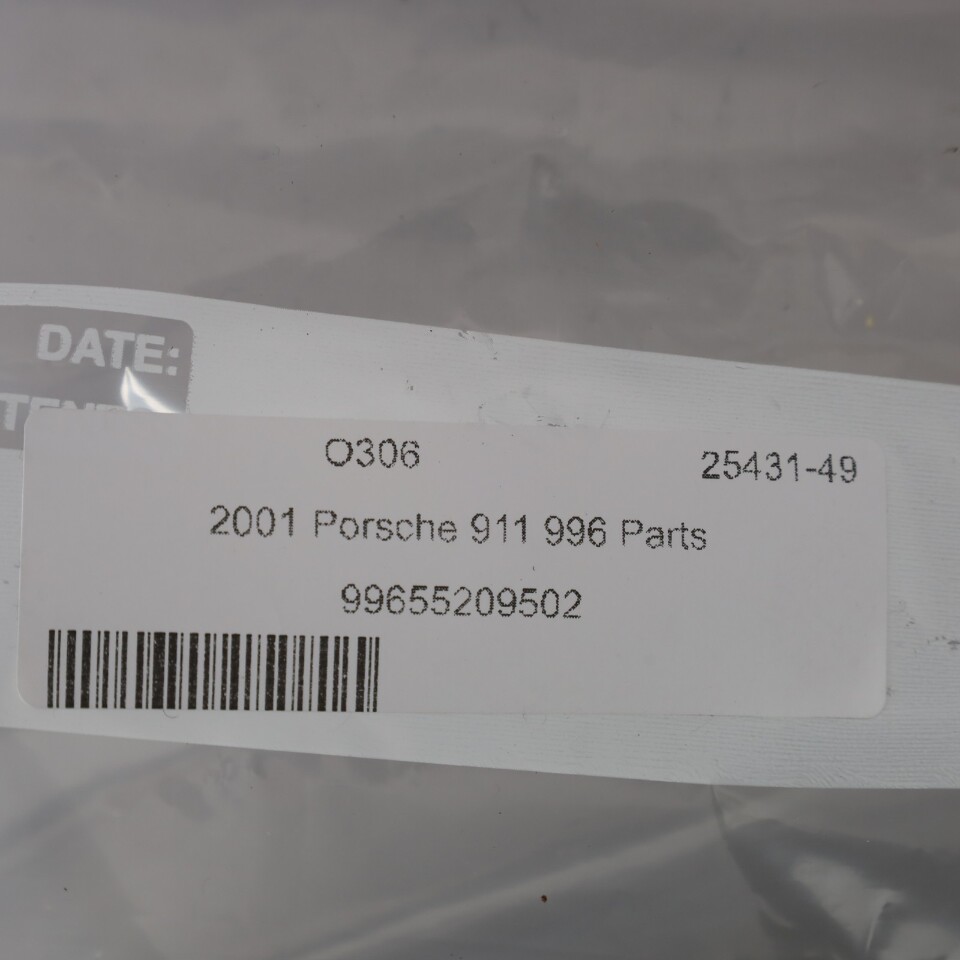 DATE:
O306 25431-49
2001 Porsche 911 996 Parts
99655209502